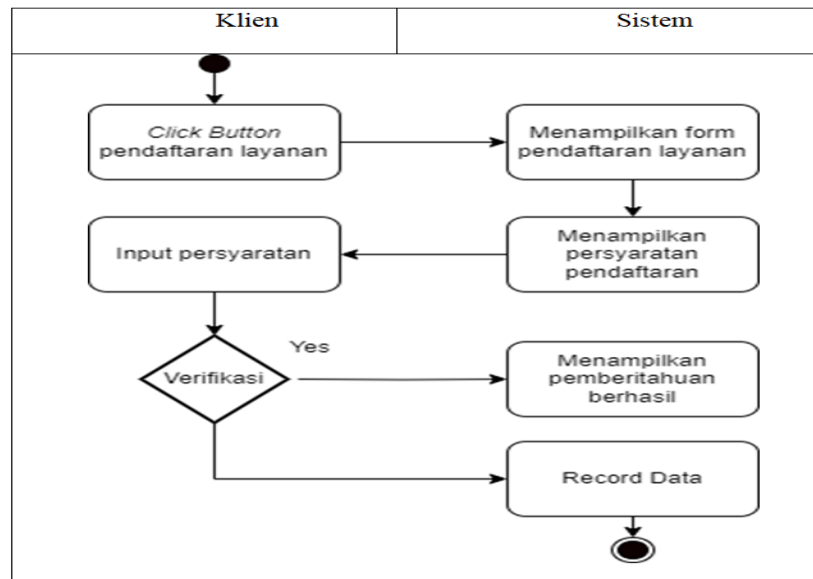 Klien
Sistem
Click Button
pendaftaran layanan
Menampilkan form
pendaftaran layanan
Input persyaratan
Menampilkan
persyaratan
pendaftaran
Yes
Verifikasi
Menampilkan
pemberitahuan
berhasil
Record Data